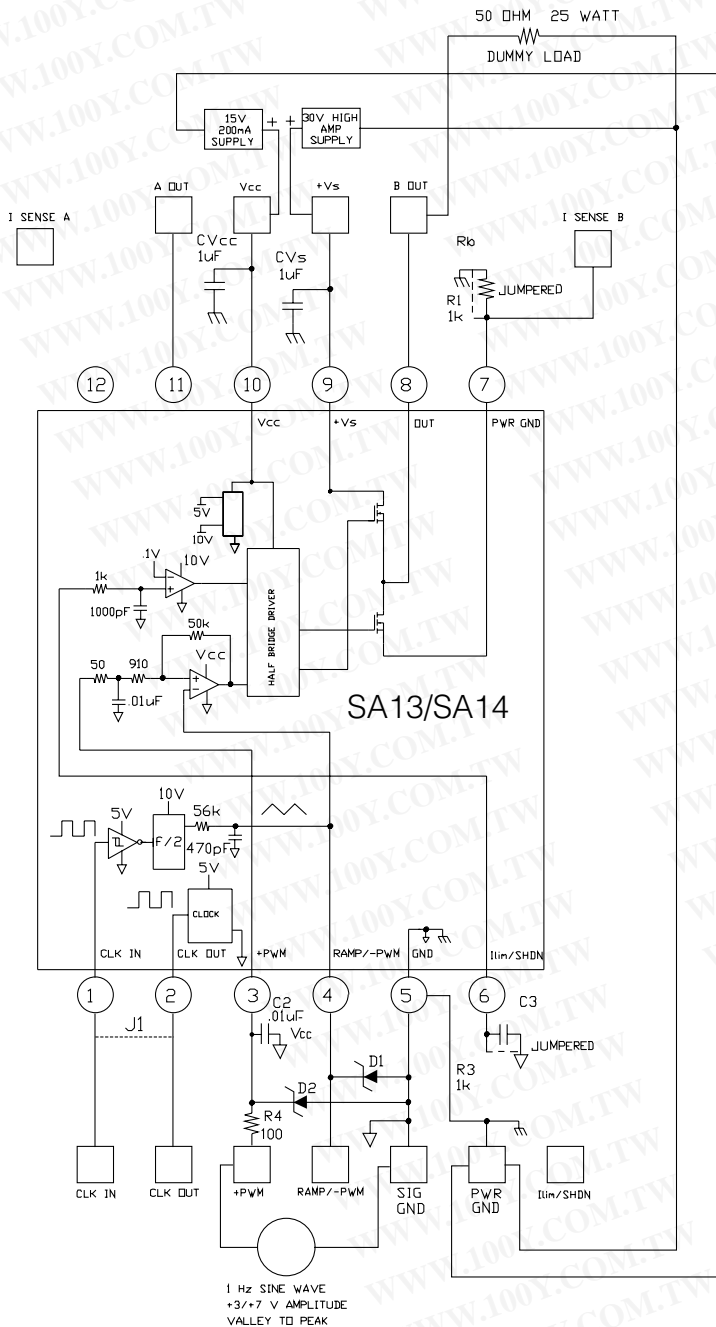 50 OHM 25 WATT
DUMMY LOAD
15V
200mA
SUPPLY
+
+
30V HIGH
AMP
SUPPLY
A OUT
Vcc
+Vs
B OUT
I SENSE A
I SENSE B
CVcc
1uF
CVs
1uF
Rb
R1
1k
JUMPERED
12
11
10
9
8
7
Vcc
+Vs
OUT
PWR GND
5V
10V
.1V
10V
1k
1000pF
-
+
HALF BRIDGE DRIVER
50k
Vcc
50
910
.01uF
+
-
SA13/SA14
5V
10V
F/2
56k
470pF
5V
CLOCK
CLK IN
CLK OUT
+PWM
RAMP/-PWM
GND
Ilim/SHDN
1
2
3
4
5
6
J1
C2
.01uF
Vcc
C3
JUMPERED
D1
D2
R3
1k
R4
100
CLK IN
CLK OUT
+PWM
RAMP/-PWM
SIG
GND
PWR
GND
Ilim/SHDN
1 Hz SINE WAVE
+3/+7 V AMPLITUDE
VALLEY TO PEAK
WWW.100Y.COM.TW